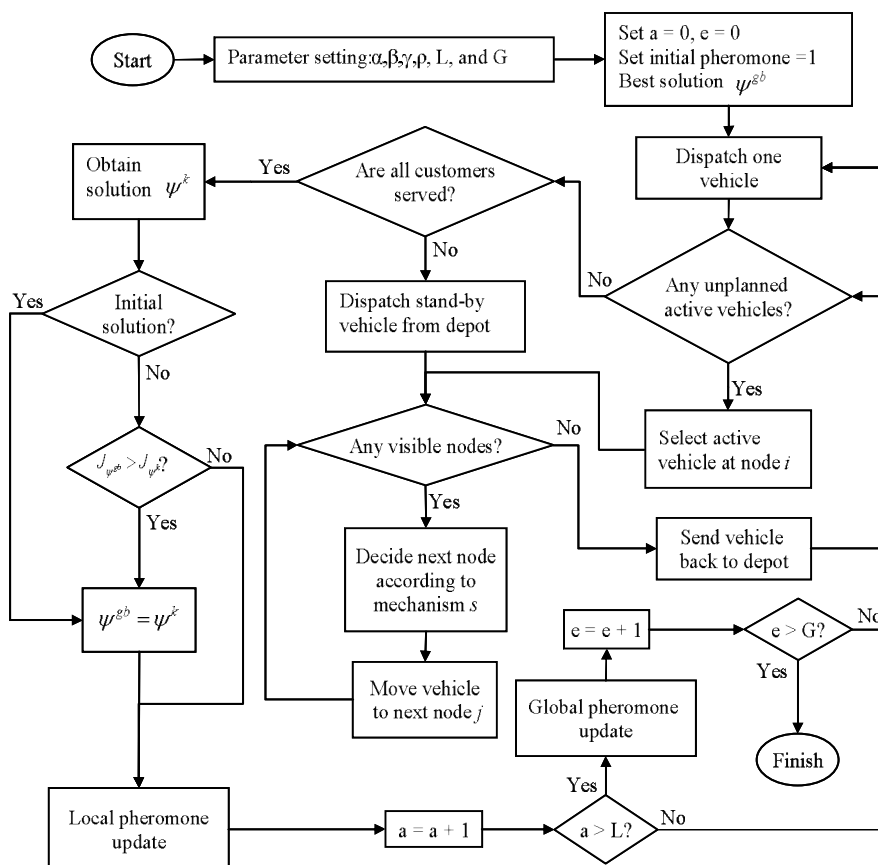 Start
Parameter setting:α,β,γ,ρ, L, and G
Set a = 0, e = 0
Set initial pheromone =1
Best solution ψ^gb
Dispatch one
vehicle
Any unplanned
active vehicles?
No
Yes
Select active
vehicle at node i
Are all customers
served?
Yes
No
Obtain
solution ψ^k
Initial
solution?
Yes
No
J_ψ^gb > J_ψ^k?
No
Yes
ψ^gb = ψ^k
Dispatch stand-by
vehicle from depot
Any visible nodes?
No
Yes
Decide next node
according to
mechanism s
Move vehicle
to next node j
Send vehicle
back to depot
Local pheromone
update
a = a + 1
a > L?
No
Yes
Global pheromone
update
e = e + 1
e > G?
No
Yes
Finish